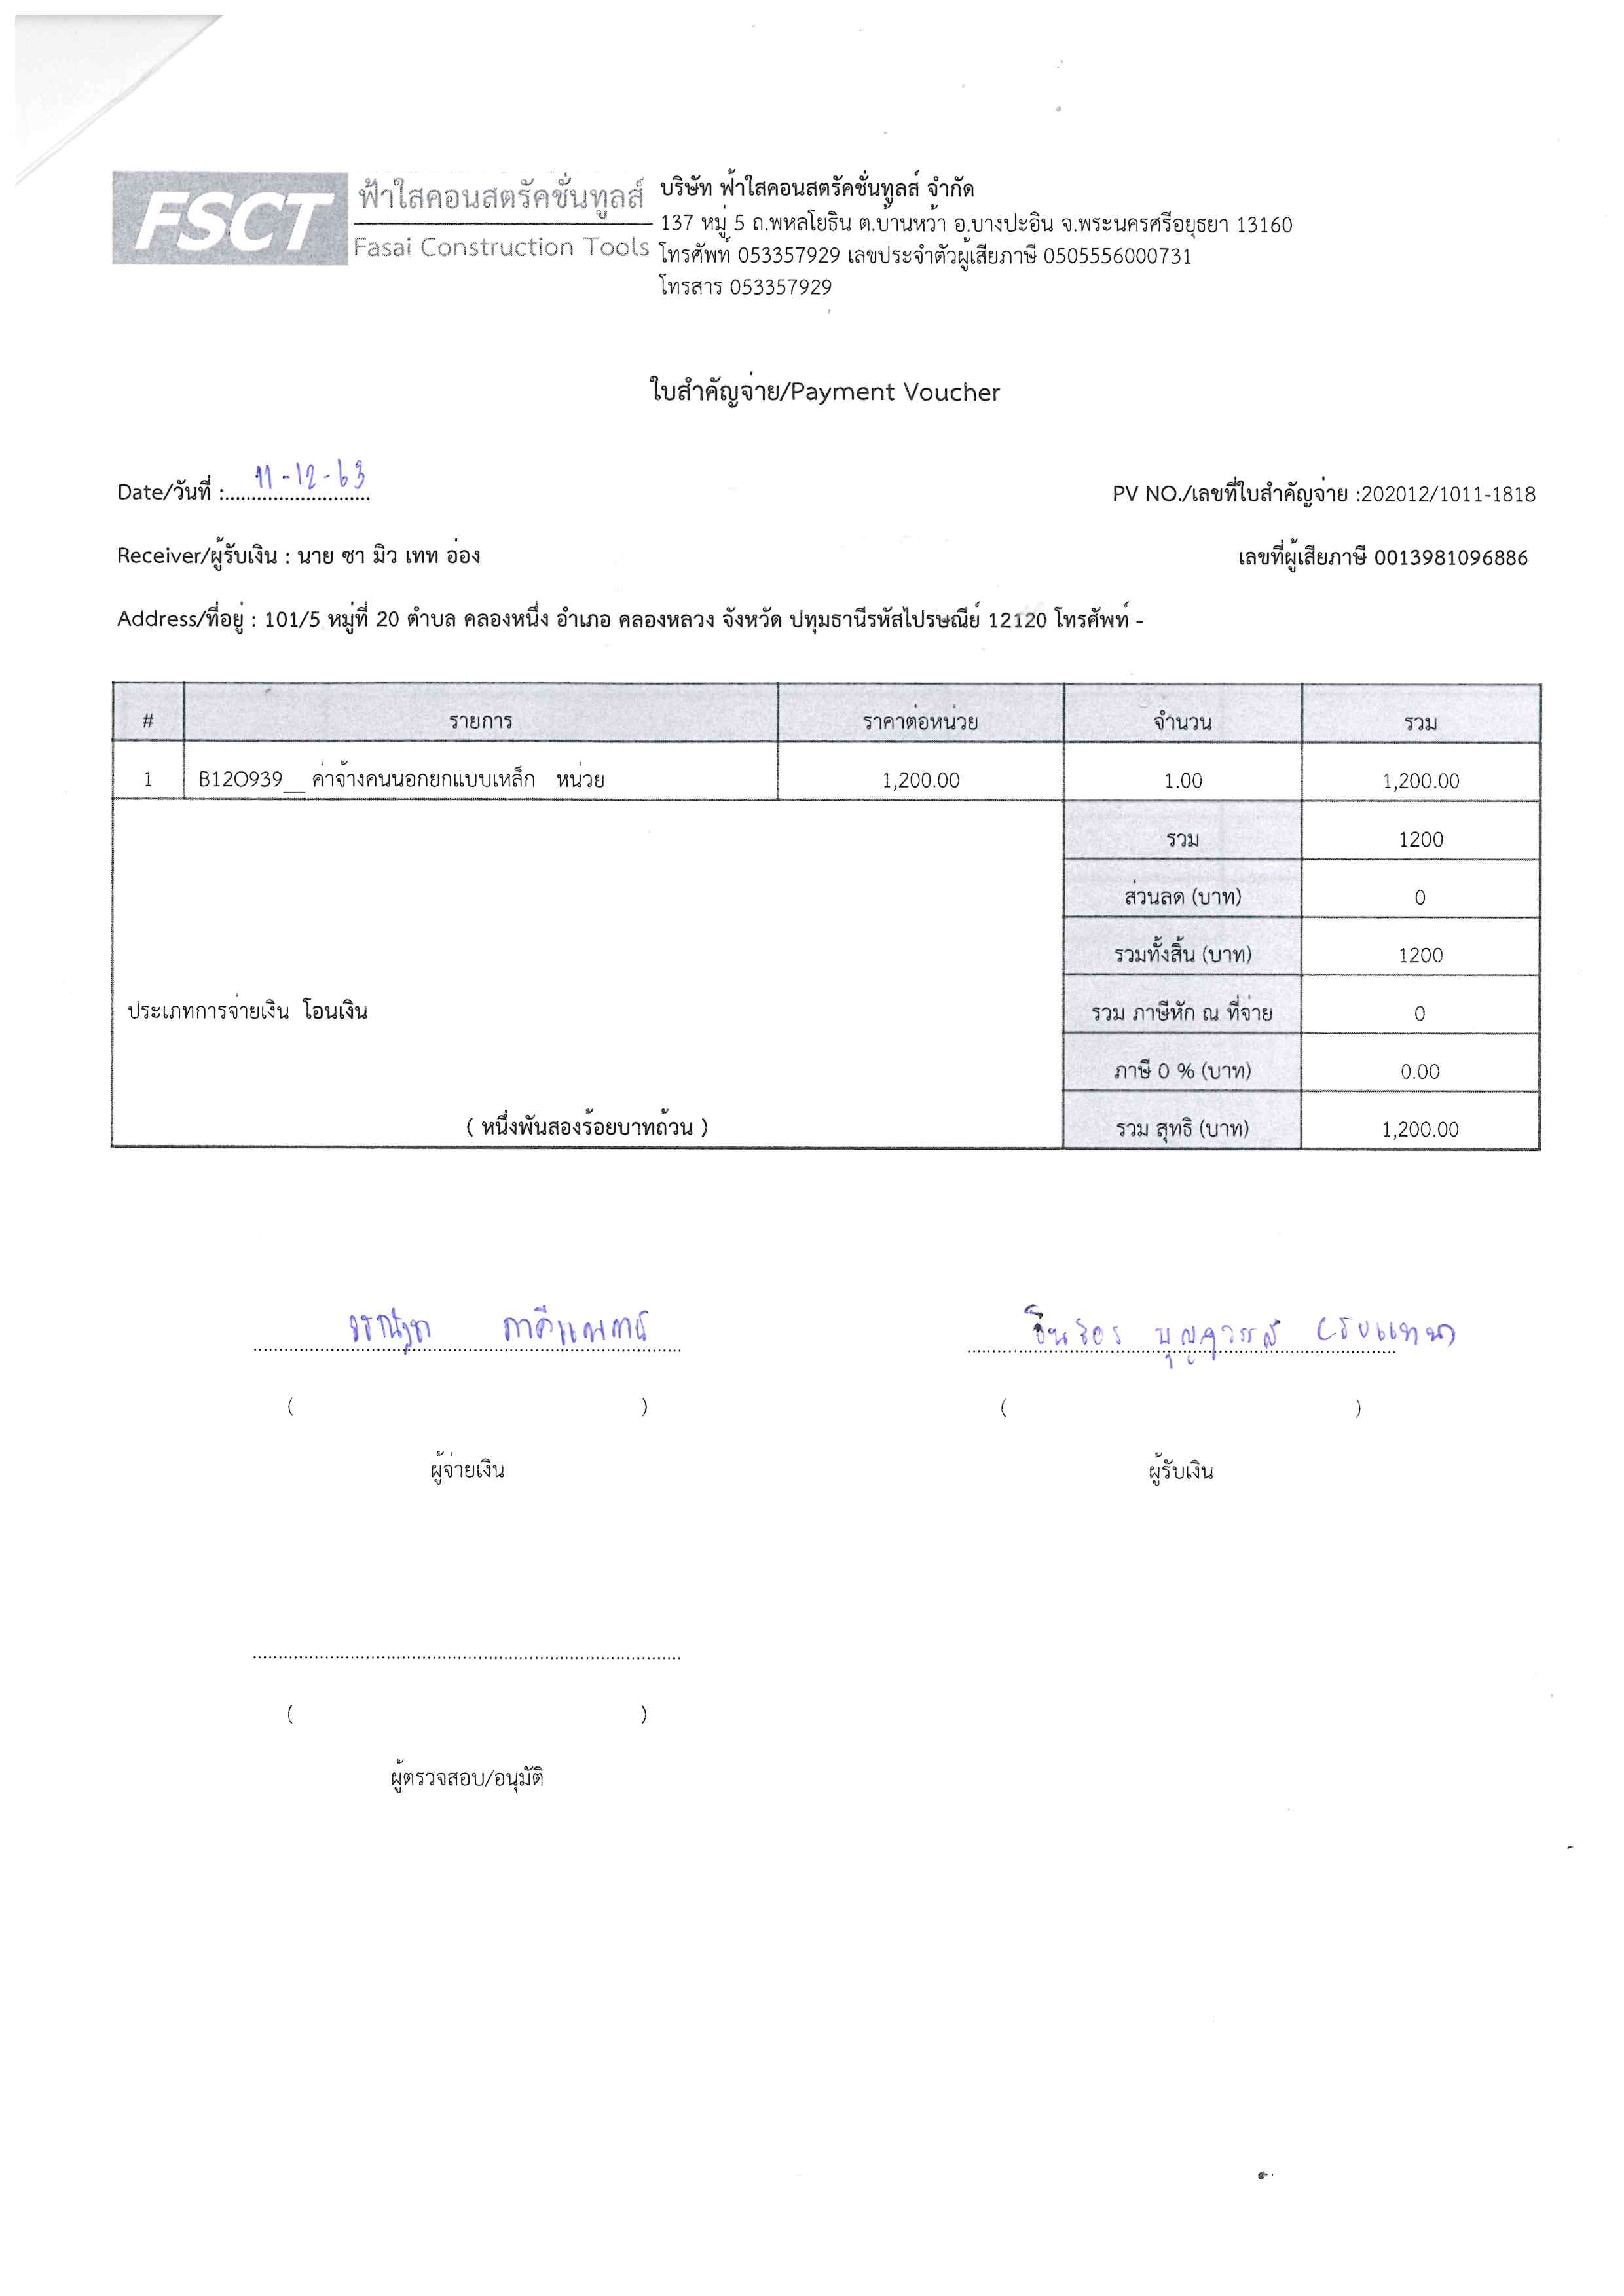 FSCT
ฟ้าใสคอนสตรัคชั่นทูลส์
Fasai Construction Tools
บริษัท ฟ้าใสคอนสตรัคชั่นทูลส์ จำกัด
137 หมู่ 5 ถ.พหลโยธิน ต.บ้านหว้า อ.บางปะอิน จ.พระนครศรีอยุธยา 13160
โทรศัพท์ 053357929 เลขประจำตัวผู้เสียภาษี 0505556000731
โทรสาร 053357929
ใบสำคัญจ่าย/Payment Voucher
Date/วันที่ : 11-12-63
PV NO./เลขที่ใบสำคัญจ่าย :202012/1011-1818
Receiver/ผู้รับเงิน : นาย ซา มิว เทท อ่อง
เลขที่ผู้เสียภาษี 0013981096886
Address/ที่อยู่ : 101/5 หมู่ที่ 20 ตำบล คลองหนึ่ง อำเภอ คลองหลวง จังหวัด ปทุมธานีรหัสไปรษณีย์ 12120 โทรศัพท์ -
# รายการ ราคาต่อหน่วย จำนวน รวม
1 B12O939__ ค่าจ้างคนนอกยกแบบเหล็ก หน่วย 1,200.00 1.00 1,200.00
รวม 1200
ส่วนลด (บาท) 0
รวมทั้งสิ้น (บาท) 1200
ประเภทการจ่ายเงิน โอนเงิน
รวม ภาษีหัก ณ ที่จ่าย 0
ภาษี 0 % (บาท) 0.00
( หนึ่งพันสองร้อยบาทถ้วน )
รวม สุทธิ (บาท) 1,200.00
(รับแทน)
( ) ( )
ผู้จ่ายเงิน ผู้รับเงิน
( )
ผู้ตรวจสอบ/อนุมัติ